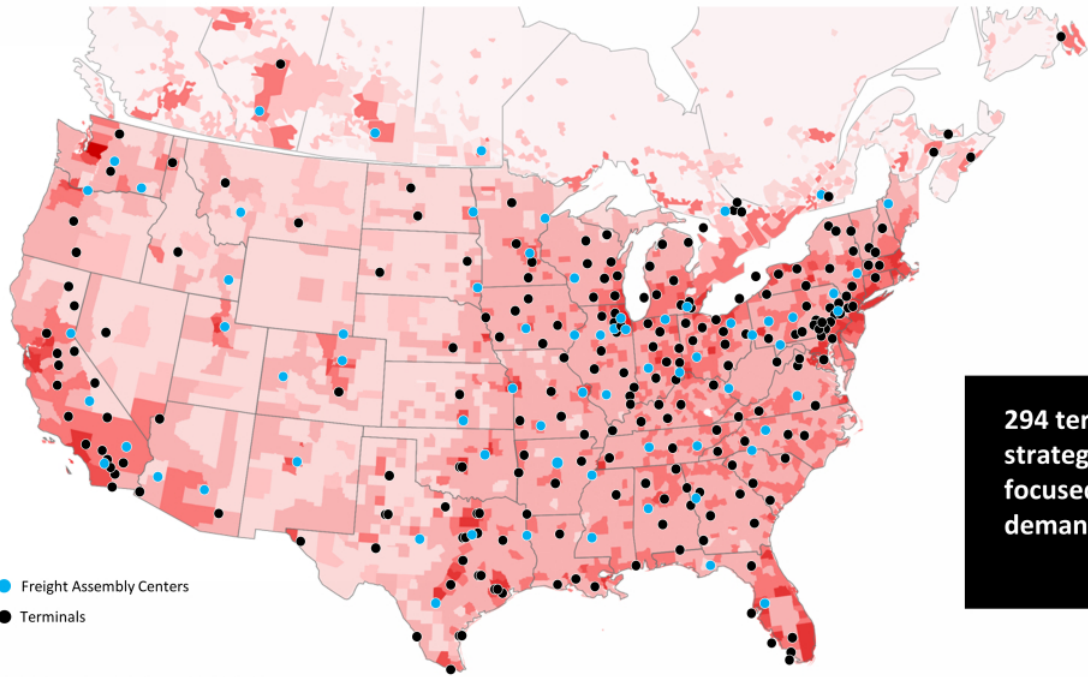 294 ter
strateg
focused
deman
Freight Assembly Centers
Terminals